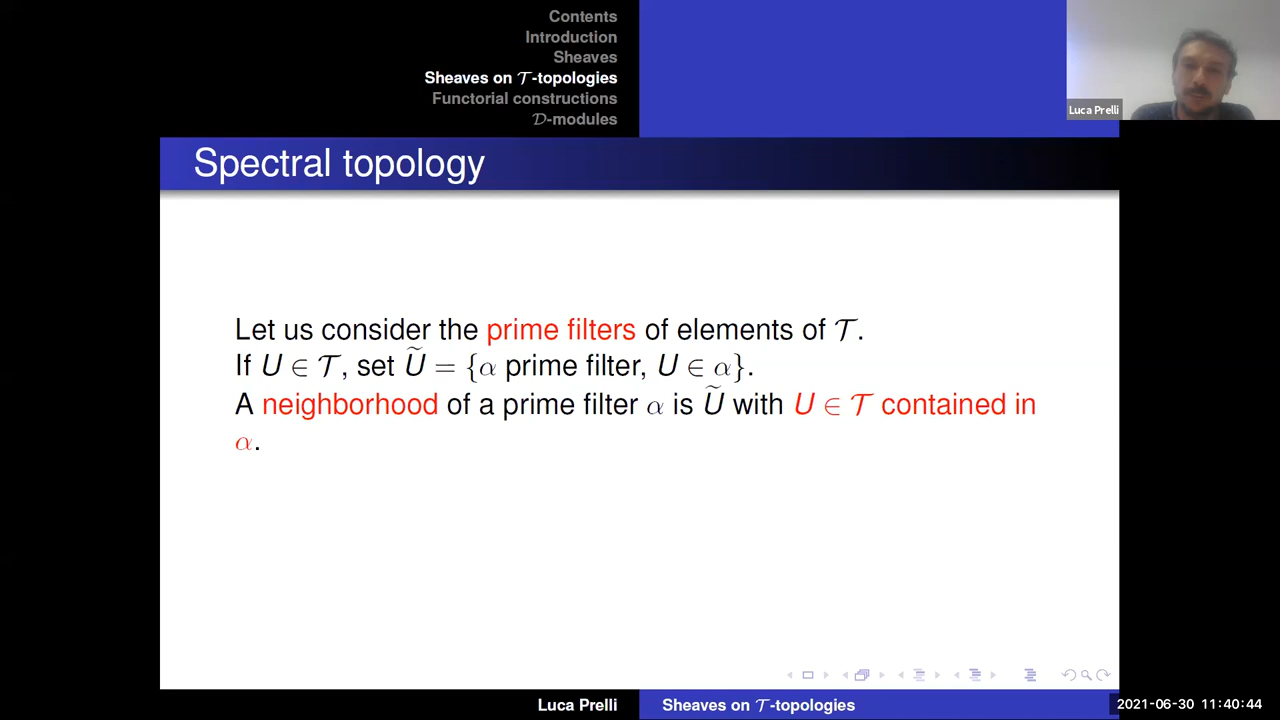 Contents
Introduction
Sheaves
Sheaves on 𝒯-topologies
Functorial constructions
𝒟-modules
Luca Prelli
Spectral topology
Let us consider the prime filters of elements of 𝒯.
If U ∈ 𝒯, set Ũ = {α prime filter, U ∈ α}.
A neighborhood of a prime filter α is Ũ with U ∈ 𝒯 contained in
α.
Luca Prelli
Sheaves on 𝒯-topologies
2021-06-30 11:40:44